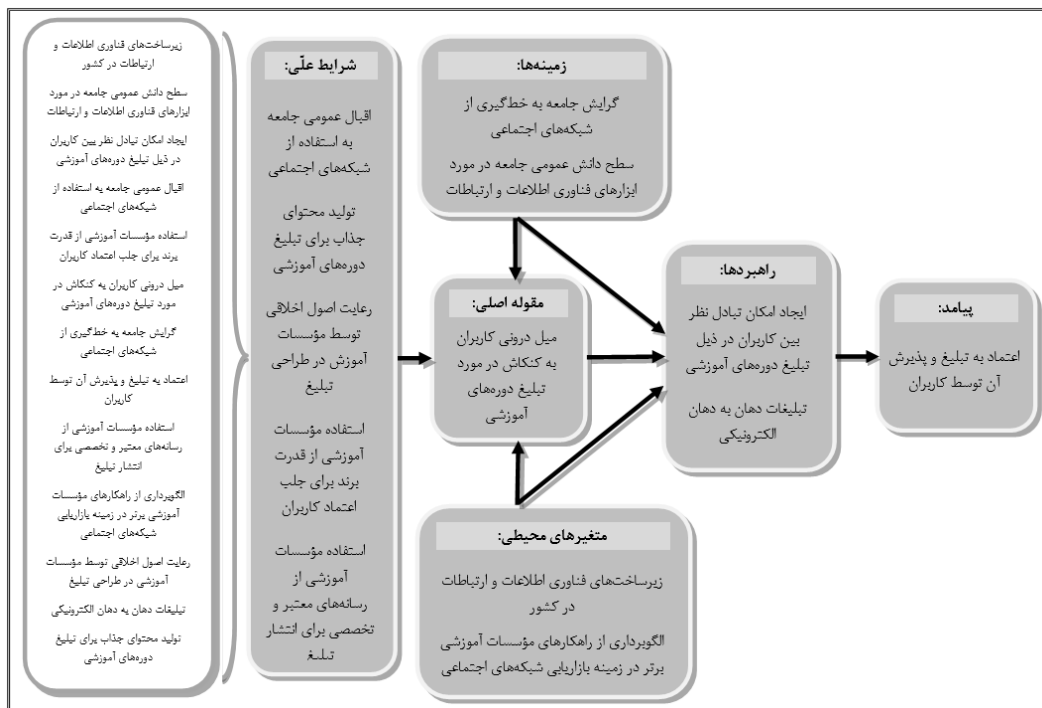 زیرساخت‌های فناوری اطلاعات و
ارتباطات در کشور
سطح دانش عمومی جامعه در مورد
ابزارهای فناوری اطلاعات و ارتباطات
ایجاد امکان تبادل نظر بین کاربران
در ذیل تبلیغ دوره‌های آموزشی
اقبال عمومی جامعه به استفاده از
شبکه‌های اجتماعی
استفاده مؤسسات آموزشی از قدرت
برند برای جلب اعتماد کاربران
میل درونی کاربران به کنکاش در
مورد تبلیغ دوره‌های آموزشی
گرایش جامعه به خط‌گیری از
شبکه‌های اجتماعی
اعتماد به تبلیغ و پذیرش آن توسط
کاربران
استفاده مؤسسات آموزشی از
رسانه‌های معتبر و تخصصی برای
انتشار تبلیغ
الگوبرداری از راهکارهای مؤسسات
آموزشی برتر در زمینه بازاریابی
شبکه‌های اجتماعی
رعایت اصول اخلاقی توسط مؤسسات
آموزشی در طراحی تبلیغ
تبلیغات دهان به دهان الکترونیکی
تولید محتوای جذاب برای تبلیغ
دوره‌های آموزشی
شرایط علّی:
اقبال عمومی جامعه
به استفاده از
شبکه‌های اجتماعی
تولید محتوای
جذاب برای تبلیغ
دوره‌های آموزشی
رعایت اصول اخلاقی
توسط مؤسسات
آموزش در طراحی
تبلیغ
استفاده مؤسسات
آموزشی از قدرت
برند برای جلب
اعتماد کاربران
استفاده مؤسسات
آموزشی از
رسانه‌های معتبر و
تخصصی برای انتشار
تبلیغ
زمینه‌ها:
گرایش جامعه به خط‌گیری از
شبکه‌های اجتماعی
سطح دانش عمومی جامعه در مورد
ابزارهای فناوری اطلاعات و ارتباطات
مقوله اصلی:
میل درونی کاربران
به کنکاش در مورد
تبلیغ دوره‌های
آموزشی
متغیرهای محیطی:
زیرساخت‌های فناوری اطلاعات و ارتباطات
در کشور
الگوبرداری از راهکارهای مؤسسات آموزشی
برتر در زمینه بازاریابی شبکه‌های اجتماعی
راهبردها:
ایجاد امکان تبادل نظر
بین کاربران در ذیل
تبلیغ دوره‌های آموزشی
تبلیغات دهان به دهان
الکترونیکی
پیامد:
اعتماد به تبلیغ و پذیرش
آن توسط کاربران